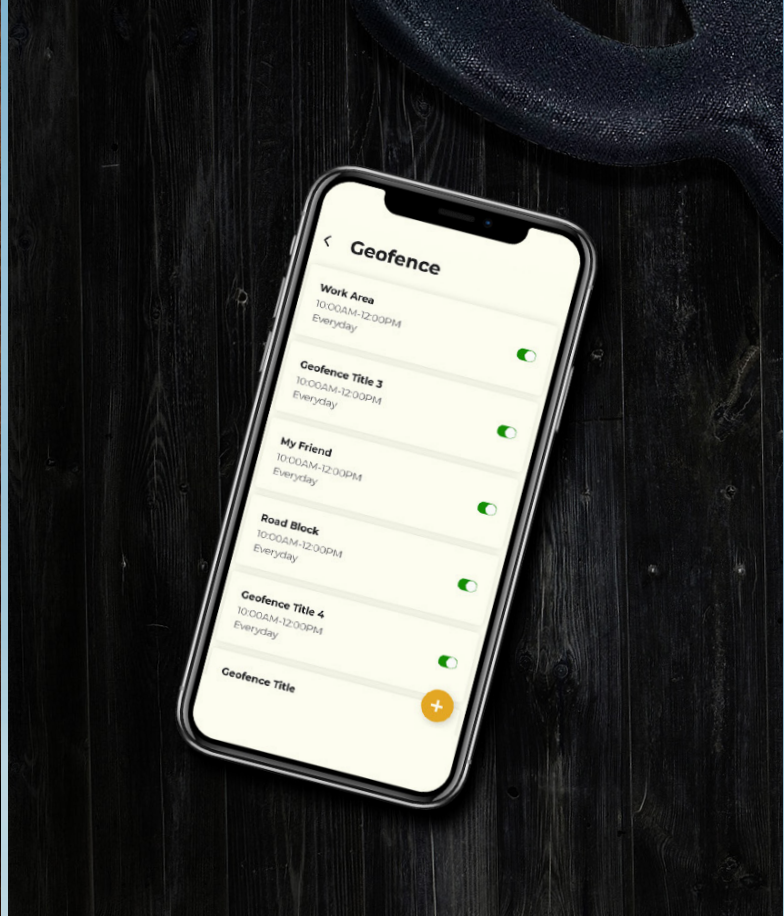 Geofence
Work Area
10:00AM-12:00PM
Everyday
Geofence Title 3
10:00AM-12:00PM
Everyday
My Friend
10:00AM-12:00PM
Everyday
Road Block
10:00AM-12:00PM
Everyday
Geofence Title 4
10:00AM-12:00PM
Everyday
Geofence Title